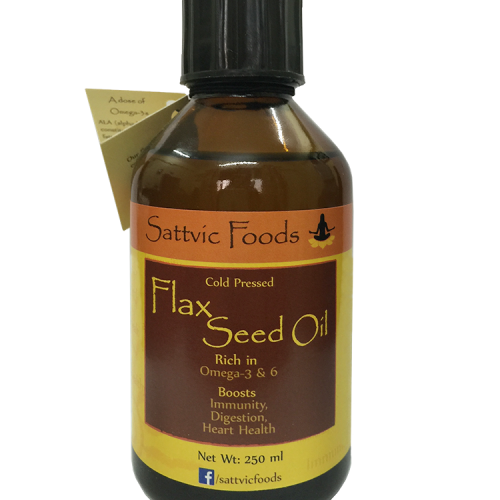 A dose of
Omega-3s
Sattvic Foods
Cold Pressed
Flax
Seed Oil
Rich in
Omega-3 & 6
Boosts
Immunity,
Digestion,
Heart Health
Net Wt: 250 ml
f/sattvicfoods